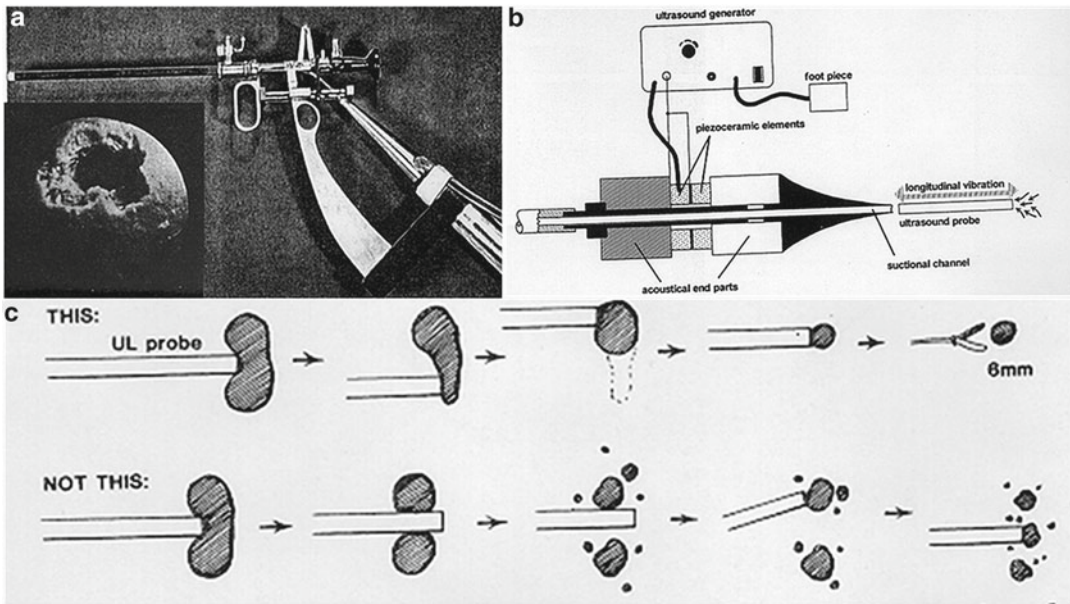 a
b
ultrasound generator
foot piece
piezoceramic elements
longitudinal vibration
ultrasound probe
suctional channel
acoustical end parts
c
THIS:
UL probe
6mm
NOT THIS: